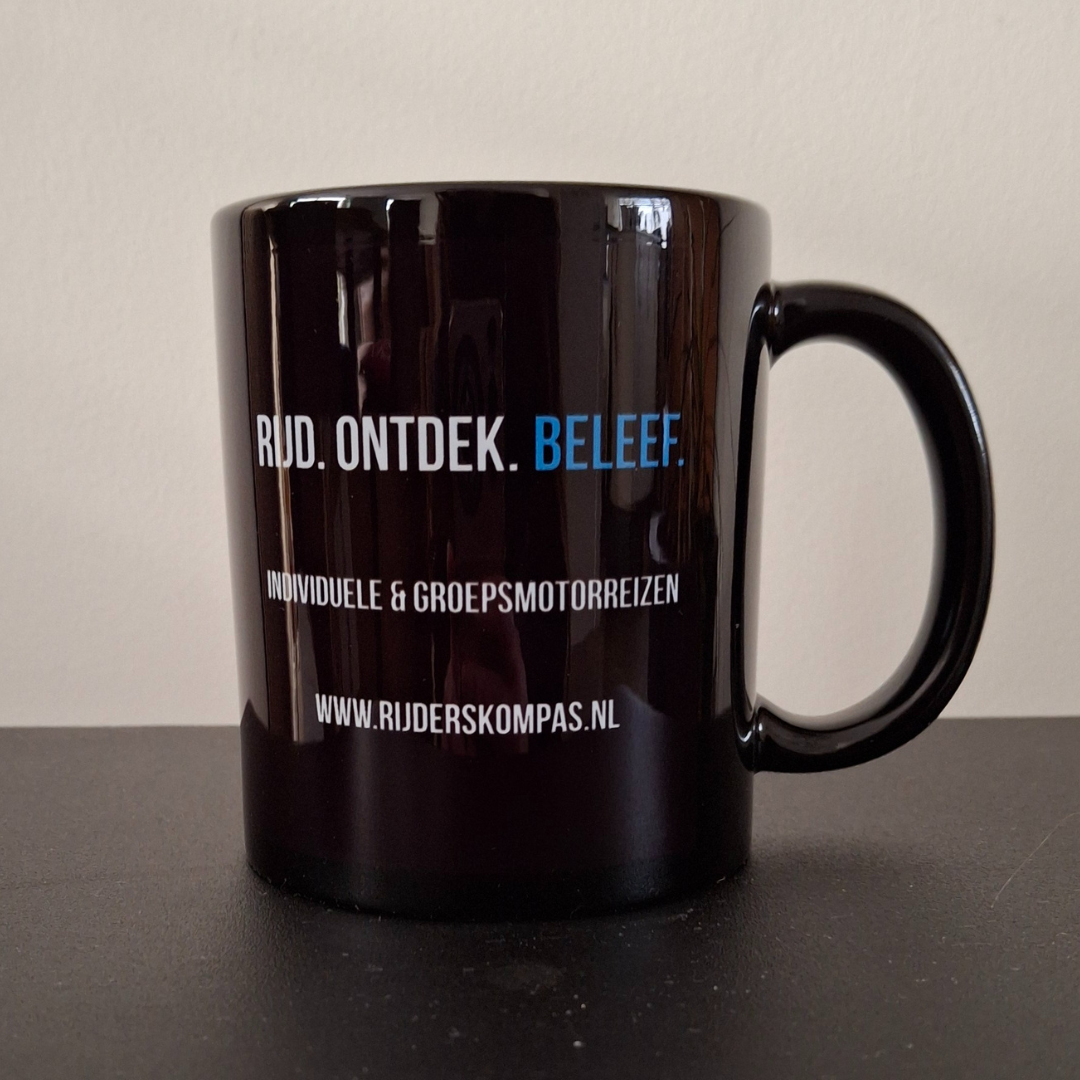 RIJD. ONTDEK. BELEEF.
INDIVIDUELE & GROEPSMOTORREIZEN
WWW.RIJDERSKOMPAS.NL